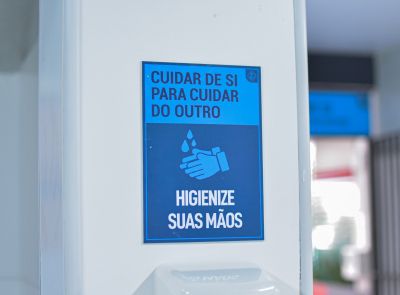 CUIDAR DE SI
PARA CUIDAR
DO OUTRO
HIGIENIZE
SUAS MÃOS